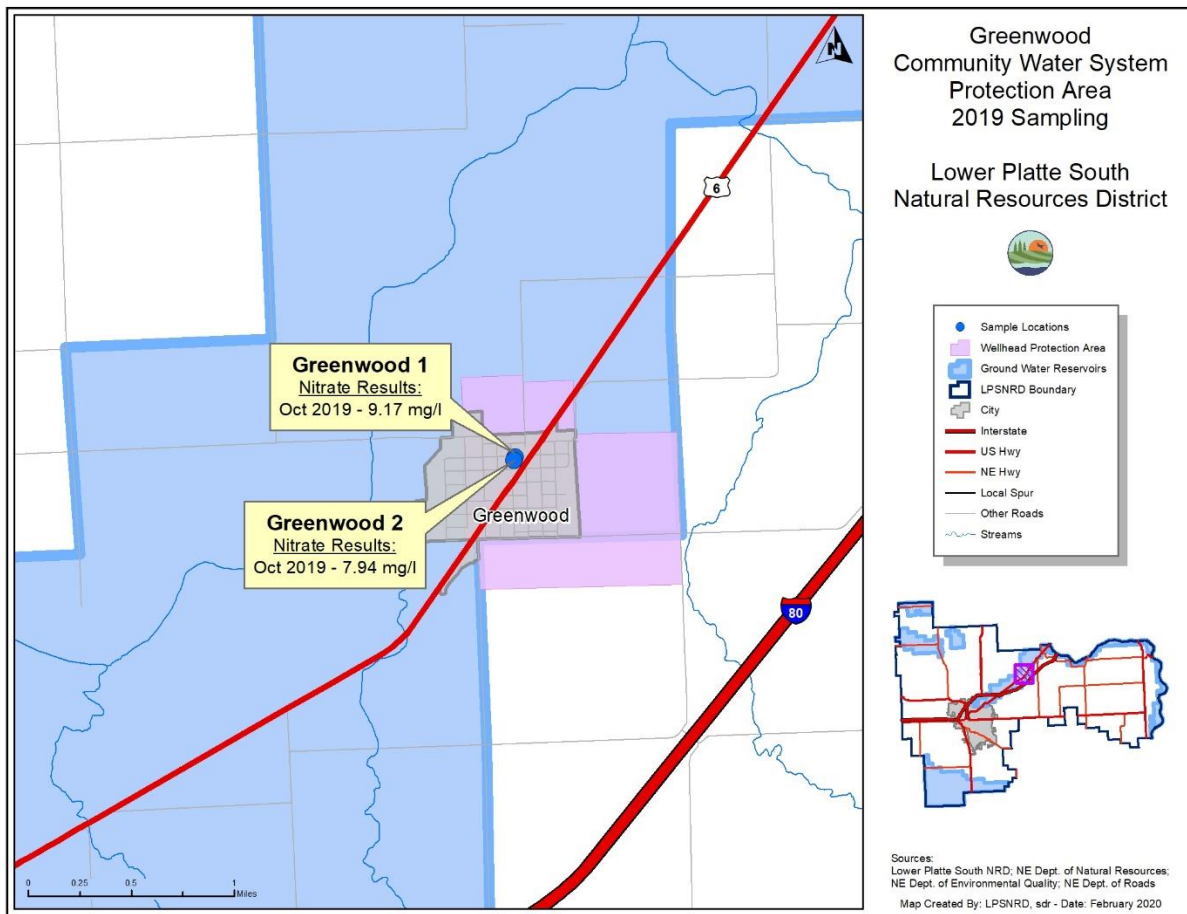 Greenwood
Community Water System
Protection Area
2019 Sampling
Lower Platte South
Natural Resources District
N
6
Greenwood 1
Nitrate Results:
Oct 2019 - 9.17 mg/l
Greenwood 2
Nitrate Results:
Oct 2019 - 7.94 mg/l
Greenwood
80
0 0.25 0.5 1
Miles
Sample Locations
Wellhead Protection Area
Ground Water Reservoirs
LPSNRD Boundary
City
Interstate
US Hwy
NE Hwy
Local Spur
Other Roads
Streams
Sources:
Lower Platte South NRD; NE Dept. of Natural Resources;
NE Dept. of Environmental Quality; NE Dept. of Roads
Map Created By: LPSNRD, sdr - Date: February 2020